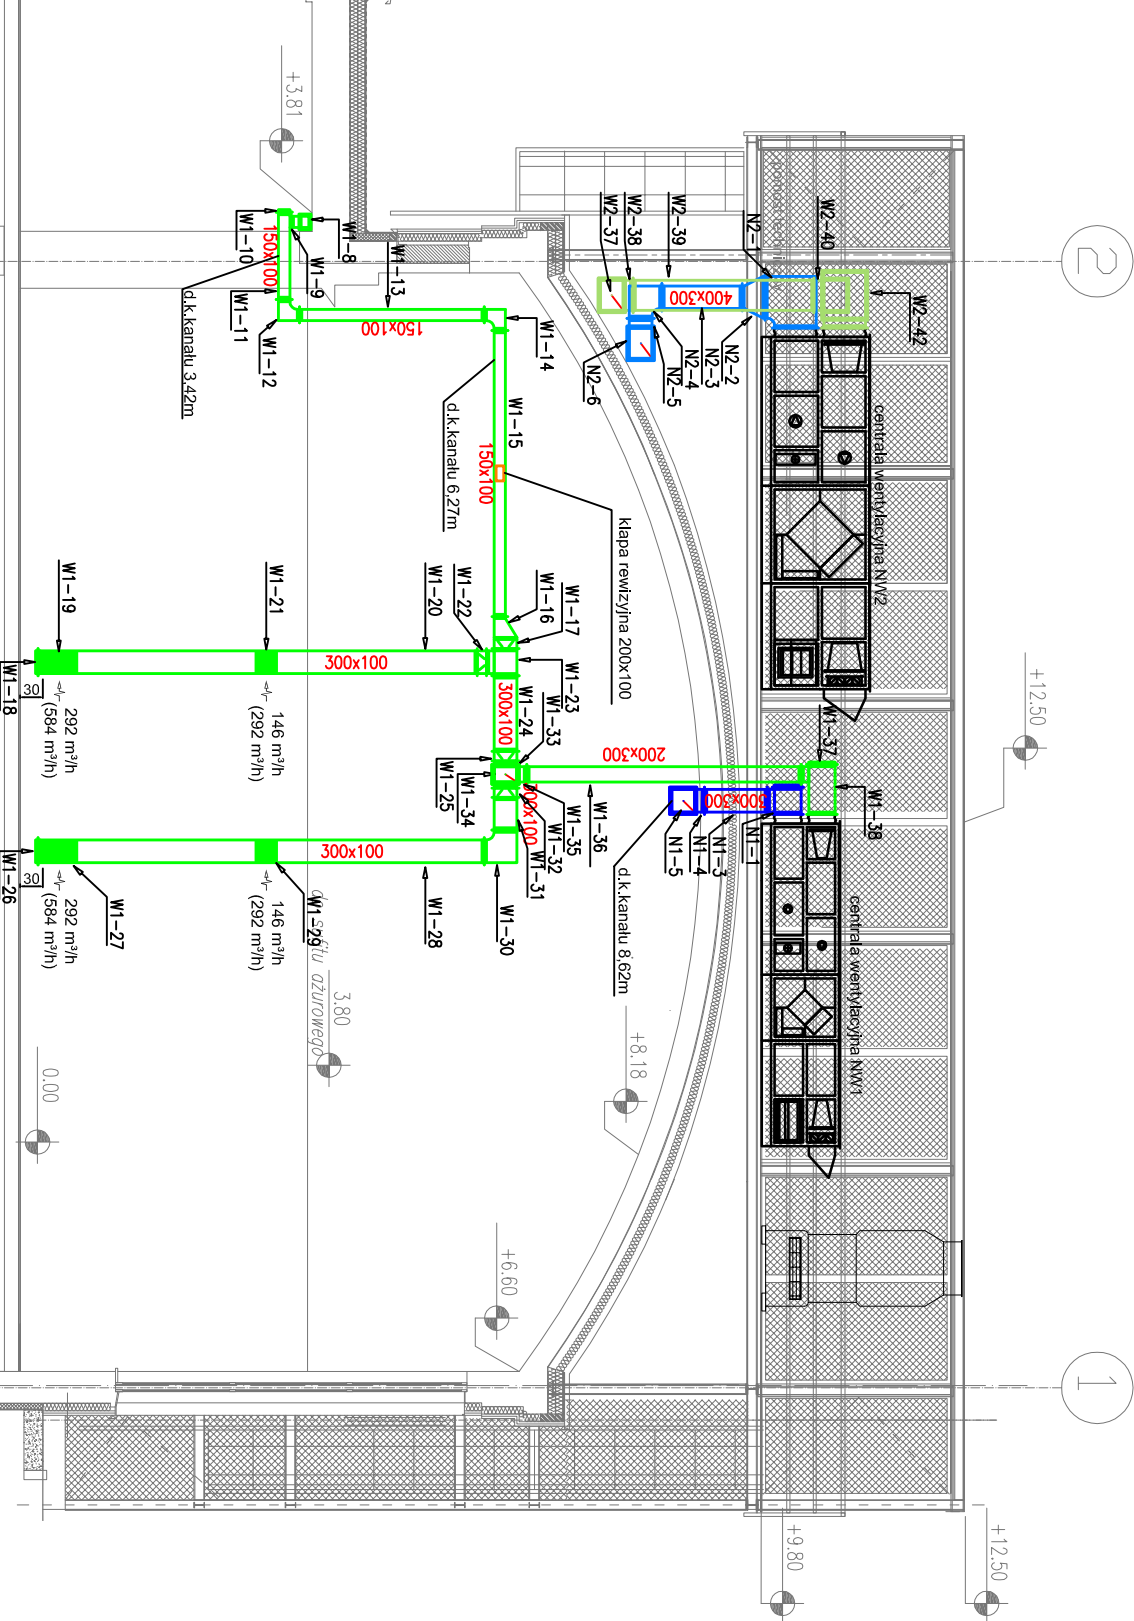 2
1
+12.50
+12.50
+9.80
+3.81
+8.18
+6.60
3.80
do sufitu ażurowego
0.00
pomost techni
centrala wentylacyjna NW2
centrala wentylacyjna NW1
W2-42
W2-40
N2-1
W2-39
W2-38
W2-37
400x300
N2-2
N2-3
N2-4
N2-5
N2-6
W1-37
W1-38
N1-1
N1-3
N1-4
N1-5
d.k.kanału 8,62m
200x300
W1-36
W1-35
W1-32
W1-31
W1-30
W1-33
W1-34
W1-25
W1-24
W1-23
300x100
W1-17
W1-16
klapa rewizyjna 200x100
W1-15
150x100
d.k.kanału 6,27m
W1-14
W1-13
150x100
W1-8
W1-9
W1-10
150x100
W1-11
W1-12
d.k.kanału 3,42m
W1-22
W1-20
300x100
W1-21
146 m³/h
(292 m³/h)
W1-19
292 m³/h
(584 m³/h)
30
W1-18
W1-28
300x100
W1-29
146 m³/h
(292 m³/h)
W1-27
292 m³/h
(584 m³/h)
30
W1-26